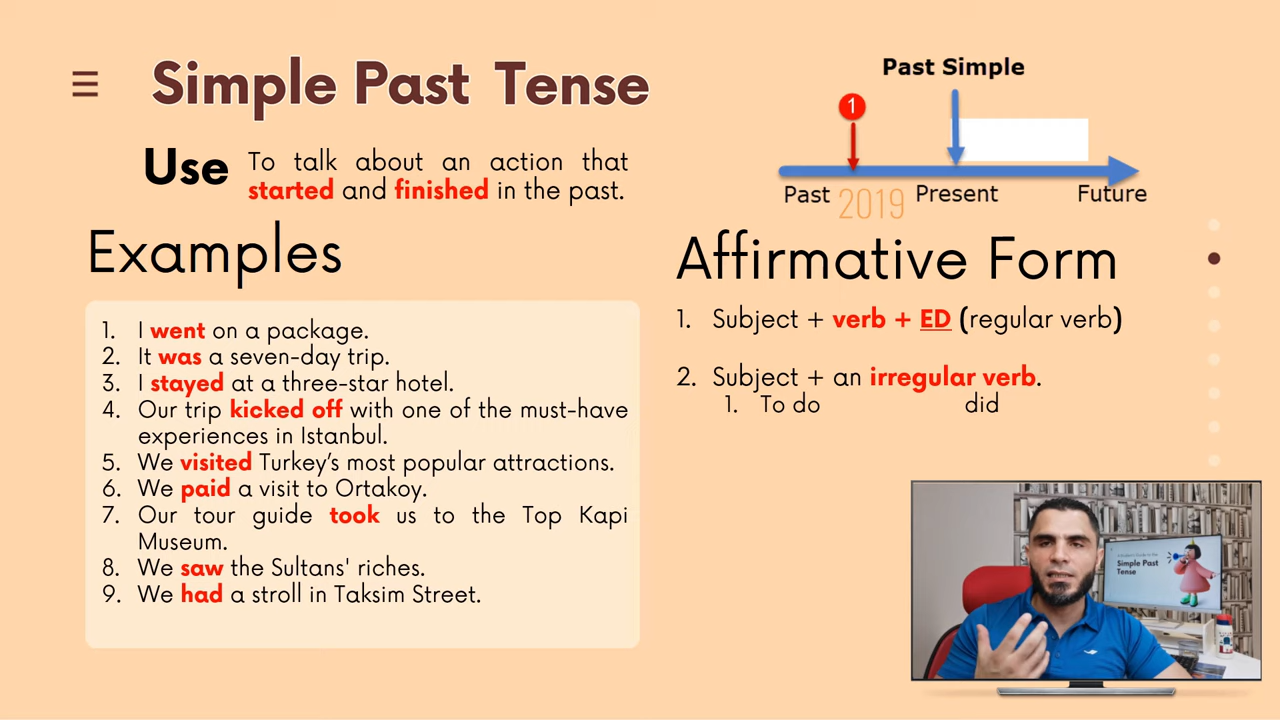 Simple Past Tense
Use
To talk about an action that
started and finished in the past.
Past Simple
1
Past 2019 Present Future
Examples
1. I went on a package.
2. It was a seven-day trip.
3. I stayed at a three-star hotel.
4. Our trip kicked off with one of the must-have
experiences in Istanbul.
5. We visited Turkey's most popular attractions.
6. We paid a visit to Ortakoy.
7. Our tour guide took us to the Top Kapi
Museum.
8. We saw the Sultans' riches.
9. We had a stroll in Taksim Street.
Affirmative Form
1. Subject + verb + ED (regular verb)
2. Subject + an irregular verb.
1. To do did
Simple Past
Tense